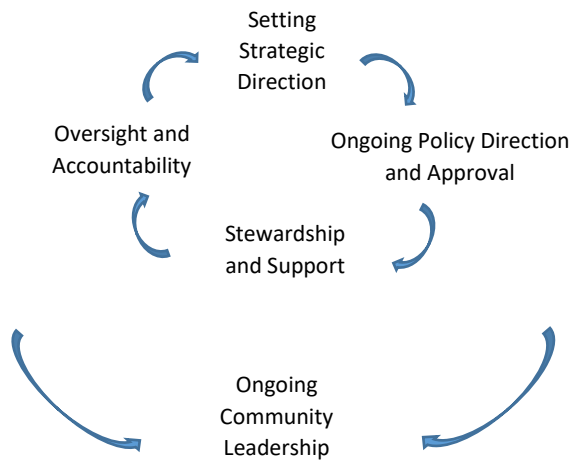 Setting
Strategic
Direction
Oversight and
Accountability
Ongoing Policy Direction
and Approval
Stewardship
and Support
Ongoing
Community
Leadership